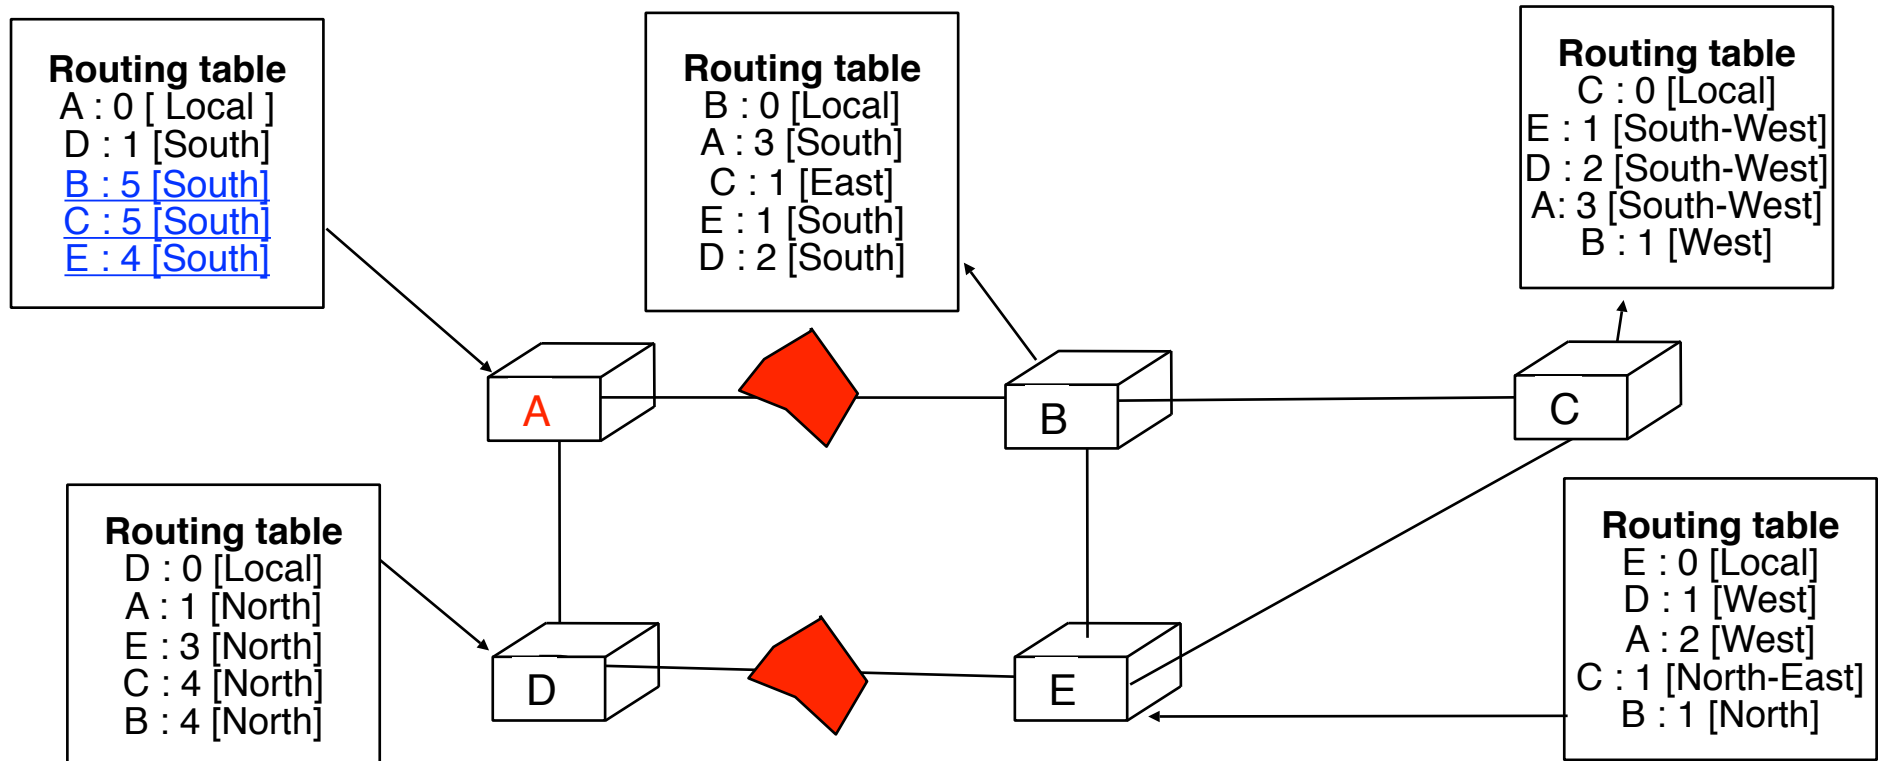 Routing table
A : 0 [ Local ]
D : 1 [South]
B : 5 [South]
C : 5 [South]
E : 4 [South]
Routing table
B : 0 [Local]
A : 3 [South]
C : 1 [East]
E : 1 [South]
D : 2 [South]
Routing table
C : 0 [Local]
E : 1 [South-West]
D : 2 [South-West]
A: 3 [South-West]
B : 1 [West]
A
B
C
Routing table
D : 0 [Local]
A : 1 [North]
E : 3 [North]
C : 4 [North]
B : 4 [North]
D
E
Routing table
E : 0 [Local]
D : 1 [West]
A : 2 [West]
C : 1 [North-East]
B : 1 [North]